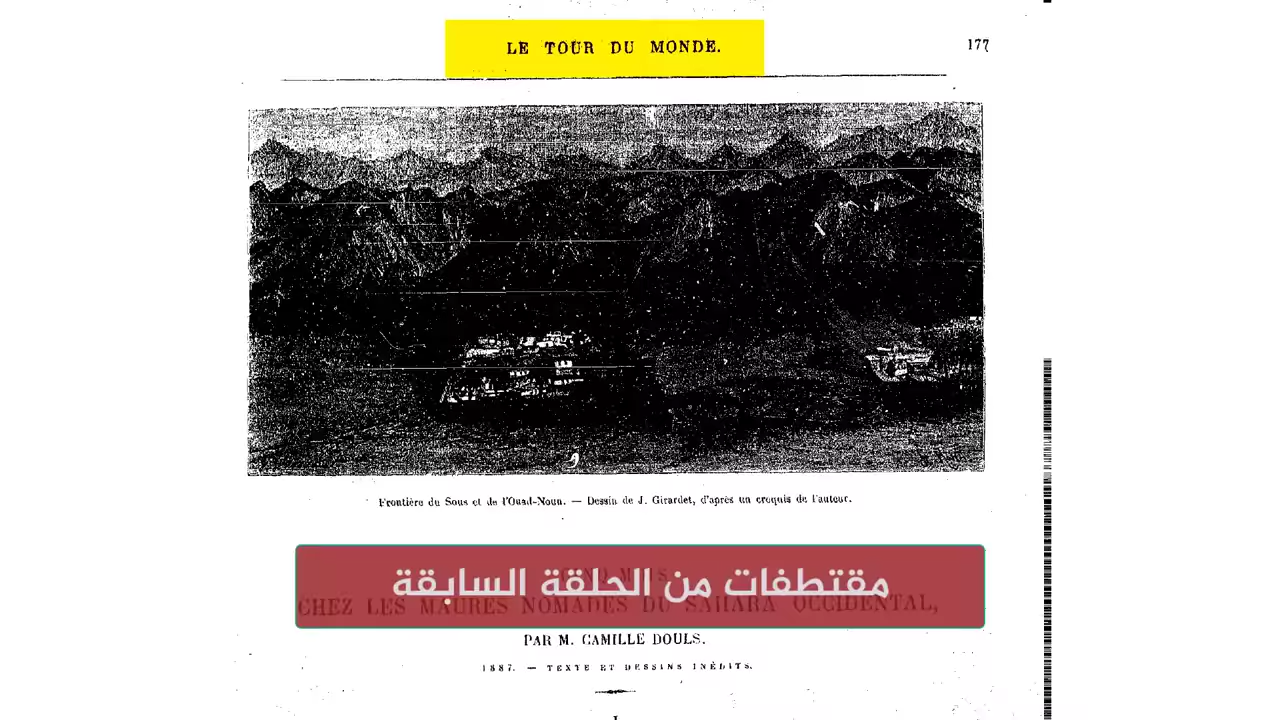 LE TOUR DU MONDE.
177
Frontière du Sous et de l'Ouad-Noun. — Dessin de J. Girardet, d'après un croquis de l'auteur.
مقتطفات من الحلقة السابقة
CHEZ LES MAURES NOMADES DU SAHARA OCCIDENTAL,
PAR M. CAMILLE DOULS.
1887. — TEXTE ET DESSINS INÉDITS.
I